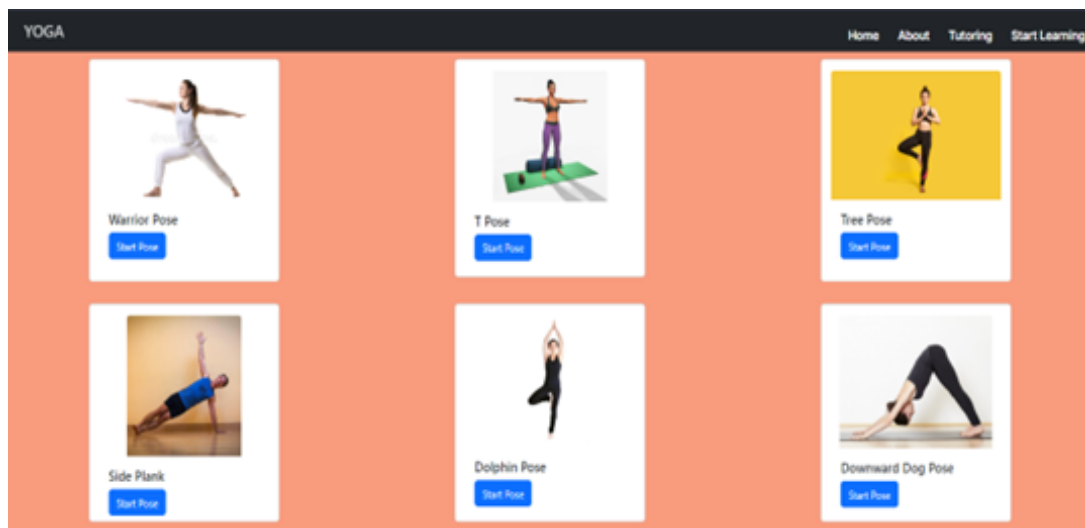 YOGA
Home About Tutoring Start Learning
Warrior Pose
Start Pose
T Pose
Start Pose
Tree Pose
Start Pose
Side Plank
Start Pose
Dolphin Pose
Start Pose
Downward Dog Pose
Start Pose